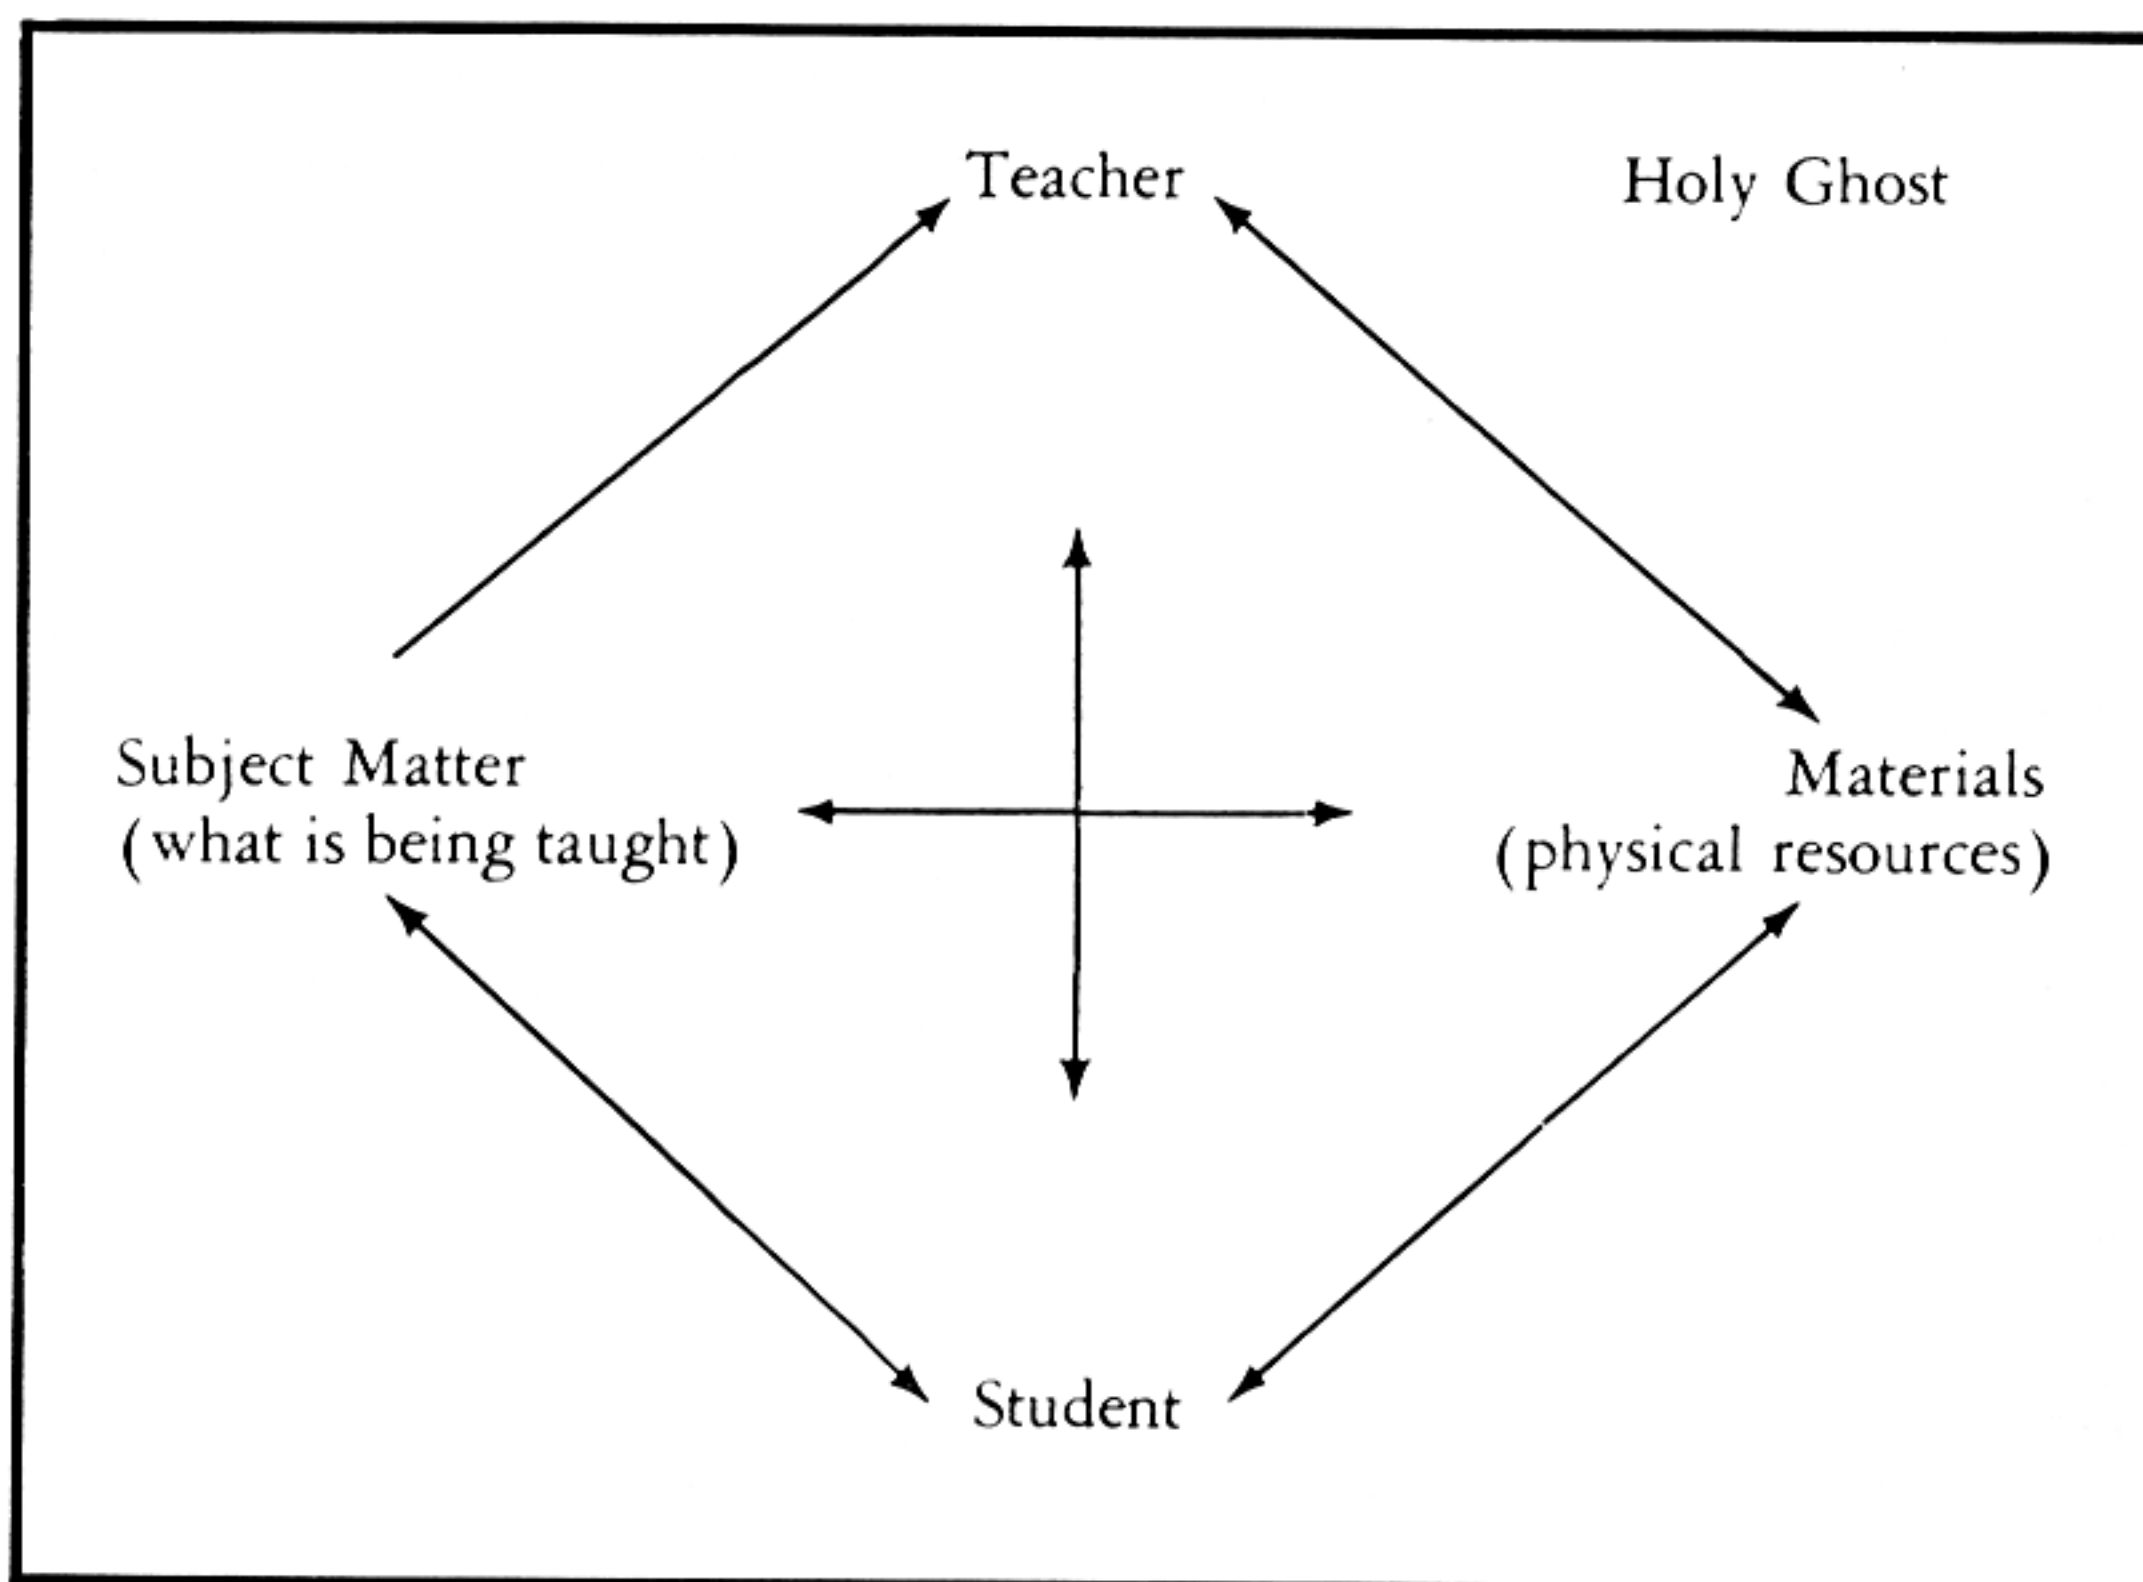 Teacher
Holy Ghost
Subject Matter
(what is being taught)
Materials
(physical resources)
Student